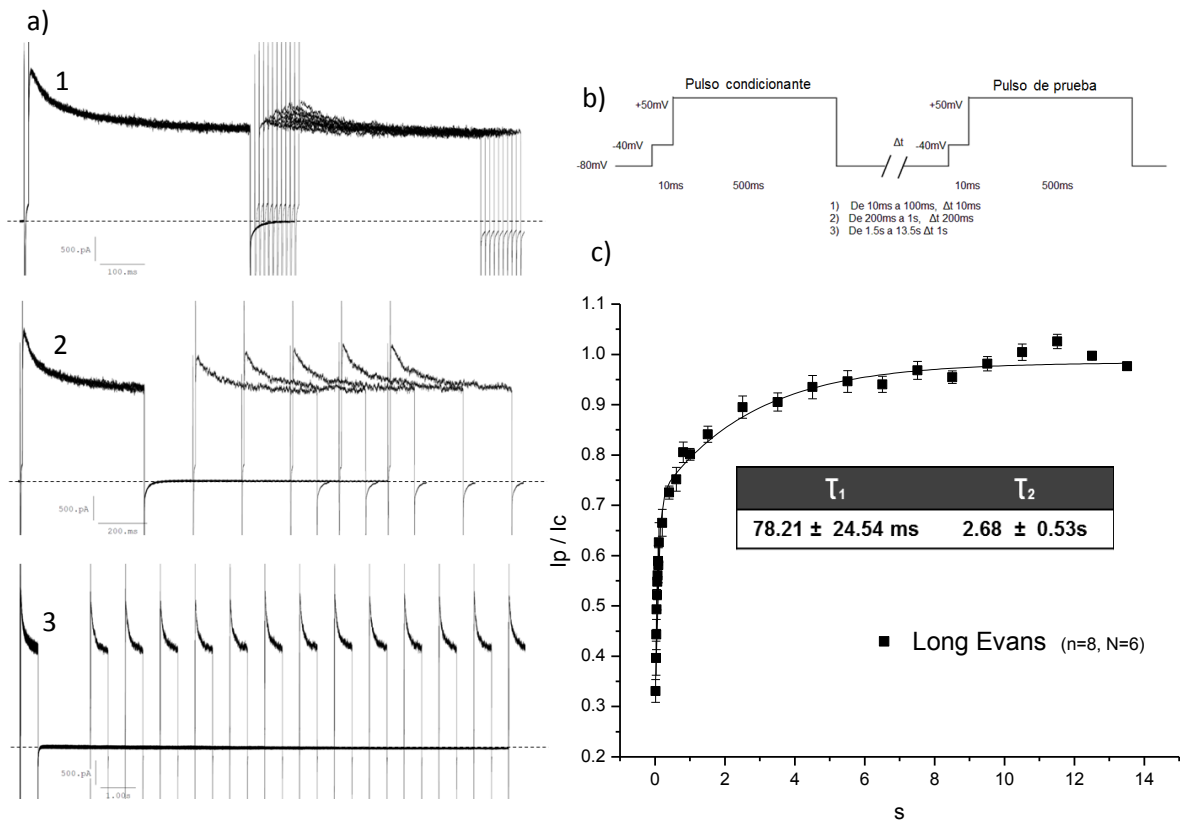 a)
1
500.pA
100.ms
2
500.pA
200.ms
3
500.pA
1.00s
b)
Pulso condicionante
Pulso de prueba
+50mV
+50mV
-40mV
-40mV
Δt
-80mV
10ms
500ms
10ms
500ms
1) De 10ms a 100ms, Δt 10ms
2) De 200ms a 1s, Δt 200ms
3) De 1.5s a 13.5s Δt 1s
c)
1.1
1.0
0.9
0.8
0.7
0.6
0.5
0.4
0.3
0.2
Ip / Ic
τ1 τ2
78.21 ± 24.54 ms 2.68 ± 0.53s
Long Evans (n=8, N=6)
0 2 4 6 8 10 12 14
s